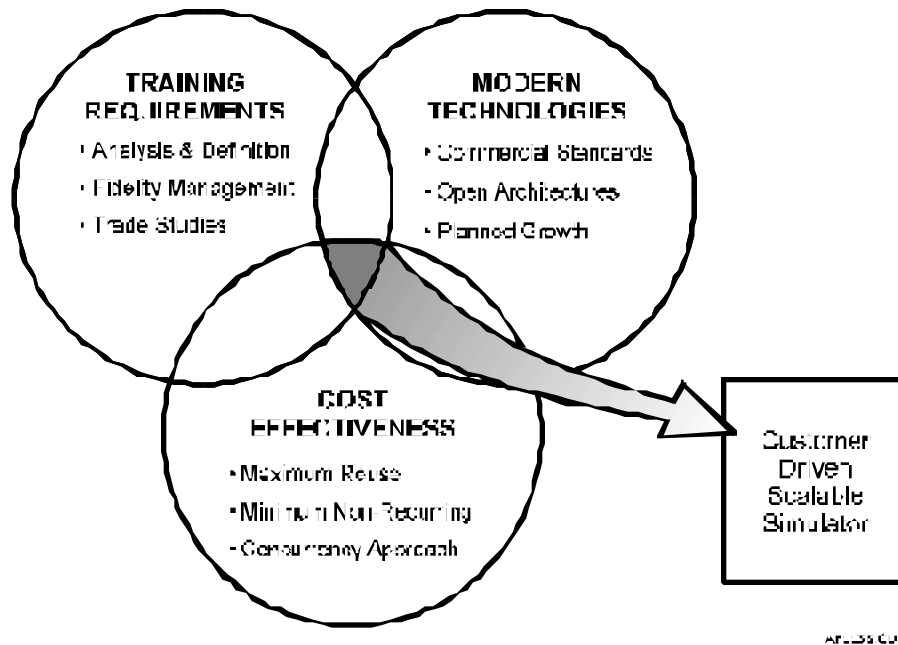 TRAINING
REQUIREMENTS
• Analysis & Definition
• Fidelity Management
• Trade Studies
MODERN
TECHNOLOGIES
• Commercial Standards
• Open Architectures
• Planned Growth
COST
EFFECTIVENESS
• Maximum Reuse
• Minimum Non-Recurring
• Concurrency Approach
Customer
Driven
Scalable
Simulator